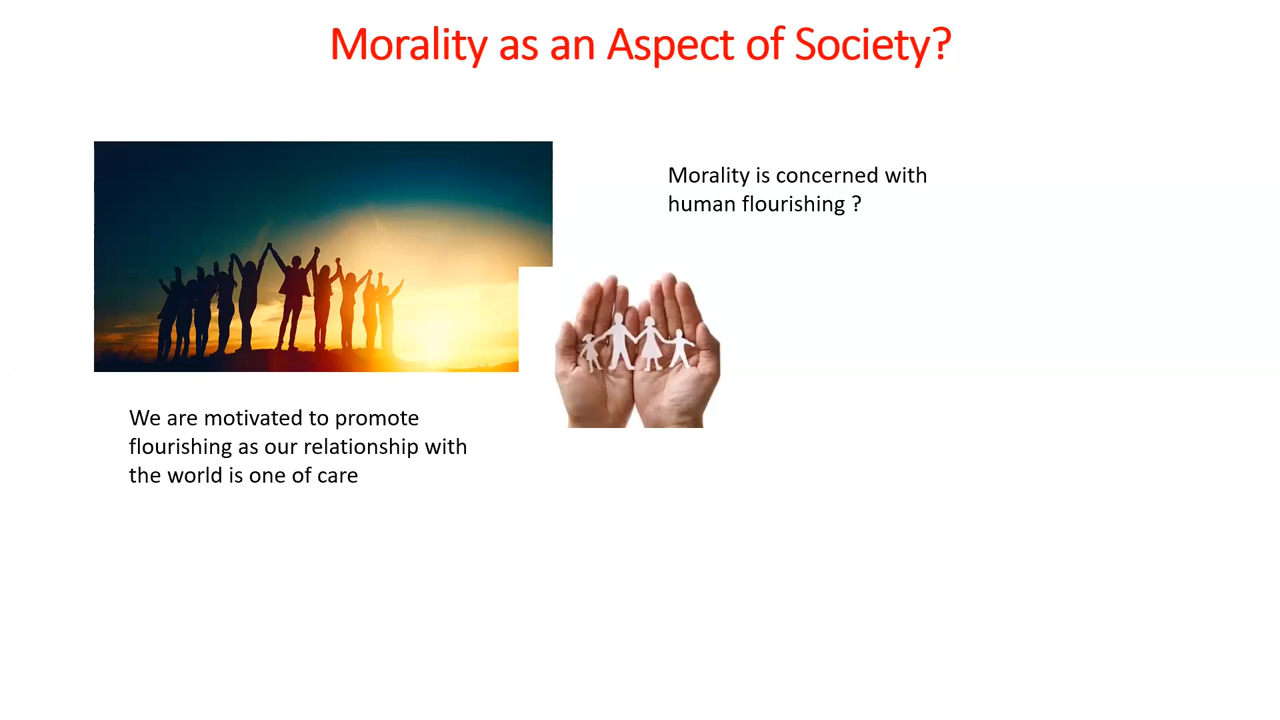 Morality as an Aspect of Society?
Morality is concerned with
human flourishing ?
We are motivated to promote
flourishing as our relationship with
the world is one of care